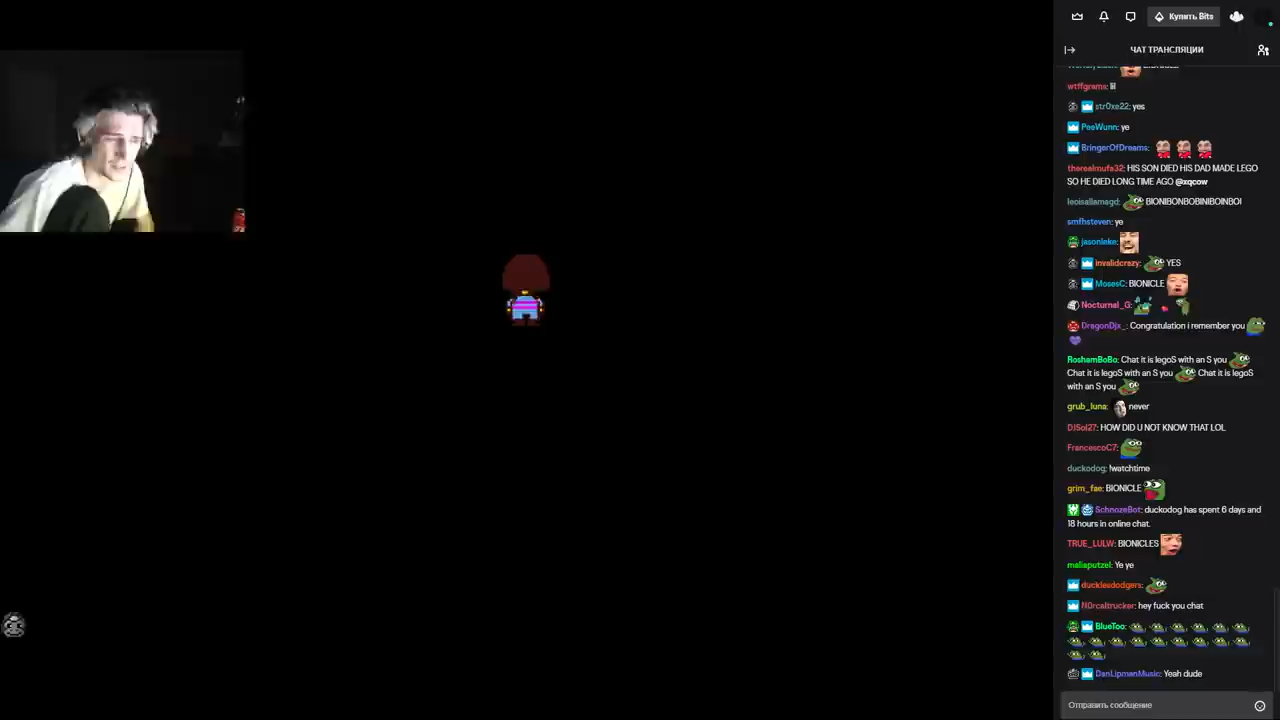 Купить Bits
ЧАТ ТРАНСЛЯЦИИ
wtffgrams: lil
str0xe22: yes
PeeWunn: ye
BringerOfDreams:
therealmufa32: HIS SON DIED HIS DAD MADE LEGO
SO HE DIED LONG TIME AGO @xqcow
leoisallamagd: BIONIBONBOBINIBOINBOI
smfhsteven: ye
jasonleke:
invalidcrazy: YES
MosesC: BIONICLE
Nocturnal_G:
DragonDjx_: Congratulation i remember you
RoshamBoBo: Chat it is legoS with an S you
Chat it is legoS with an S you Chat it is legoS
with an S you
grub_luna: never
DJSol27: HOW DID U NOT KNOW THAT LOL
FrancescoC7:
duckodog: !watchtime
grim_fae: BIONICLE
SchnozeBot: duckodog has spent 6 days and
18 hours in online chat.
TRUE_LULW: BIONICLES
maliaputzel: Ye ye
ducklesdodgers:
N0rcaltrucker: hey fuck you chat
BlueToo:
DanLipmanMusic: Yeah dude
Отправить сообщение